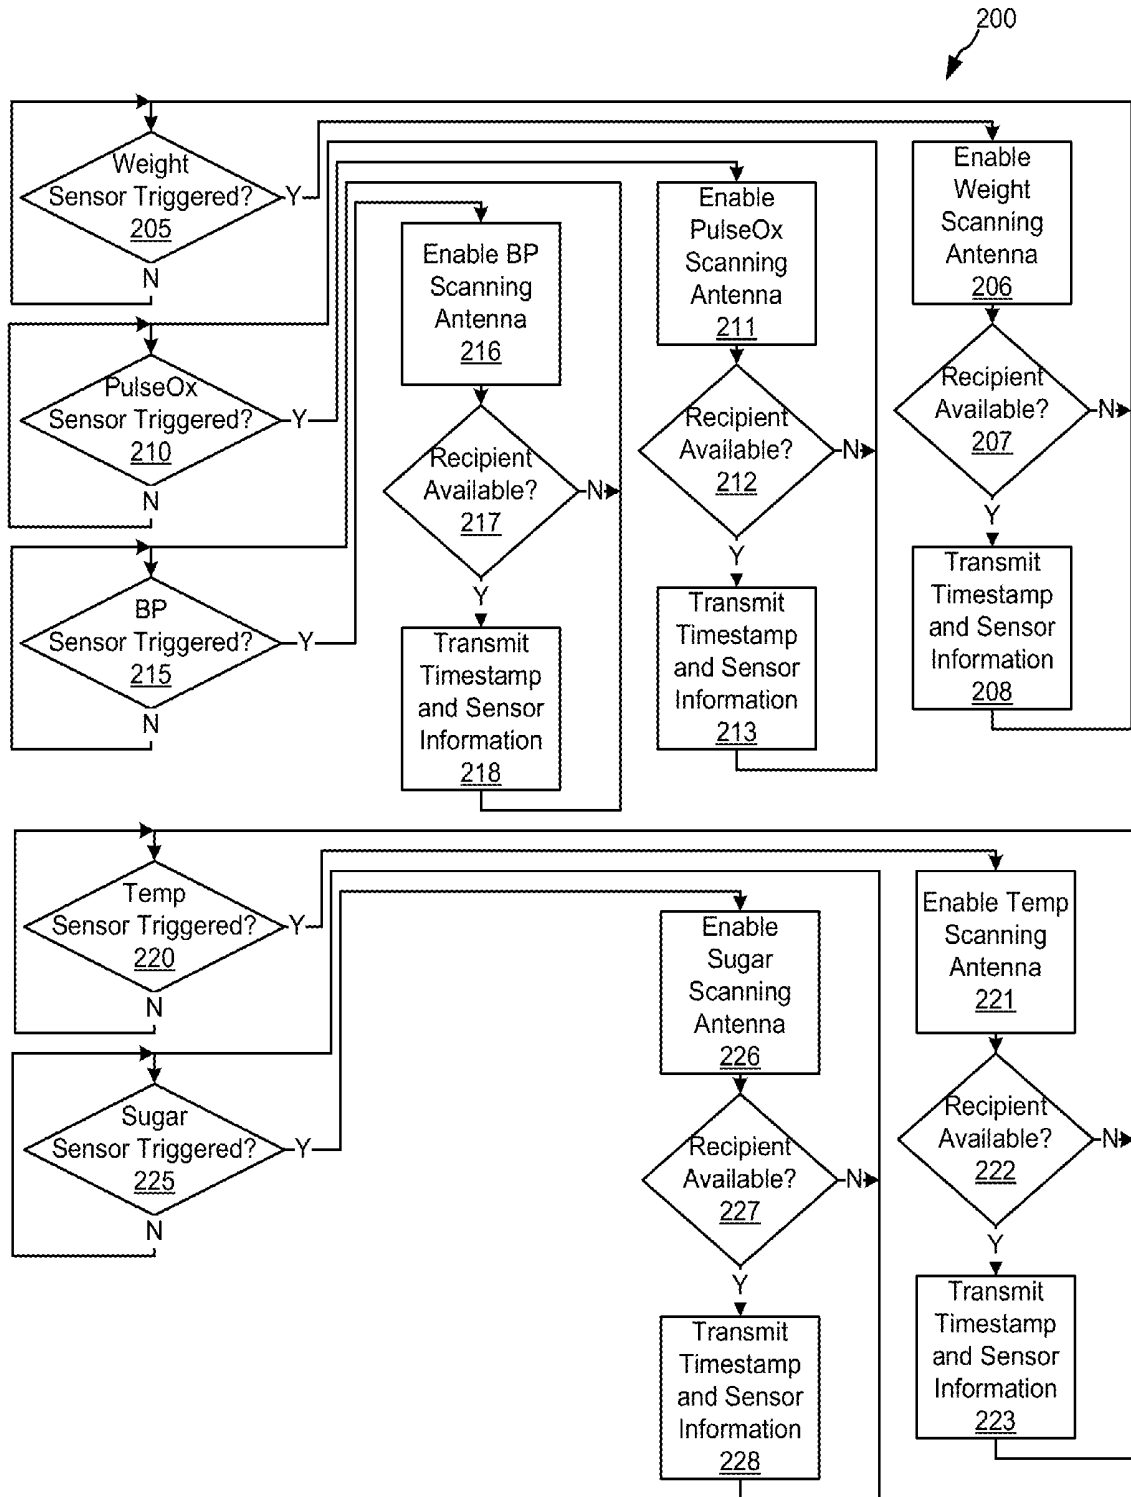 200
Weight
Sensor Triggered?
205
Y
N
Enable
Weight
Scanning
Antenna
206
Recipient
Available?
207
N
Y
Transmit
Timestamp
and Sensor
Information
208
PulseOx
Sensor Triggered?
210
Y
N
Enable
PulseOx
Scanning
Antenna
211
Recipient
Available?
212
N
Y
Transmit
Timestamp
and Sensor
Information
213
BP
Sensor Triggered?
215
Y
N
Enable BP
Scanning
Antenna
216
Recipient
Available?
217
N
Y
Transmit
Timestamp
and Sensor
Information
218
Temp
Sensor Triggered?
220
Y
N
Enable Temp
Scanning
Antenna
221
Recipient
Available?
222
N
Y
Transmit
Timestamp
and Sensor
Information
223
Sugar
Sensor Triggered?
225
Y
N
Enable
Sugar
Scanning
Antenna
226
Recipient
Available?
227
N
Y
Transmit
Timestamp
and Sensor
Information
228